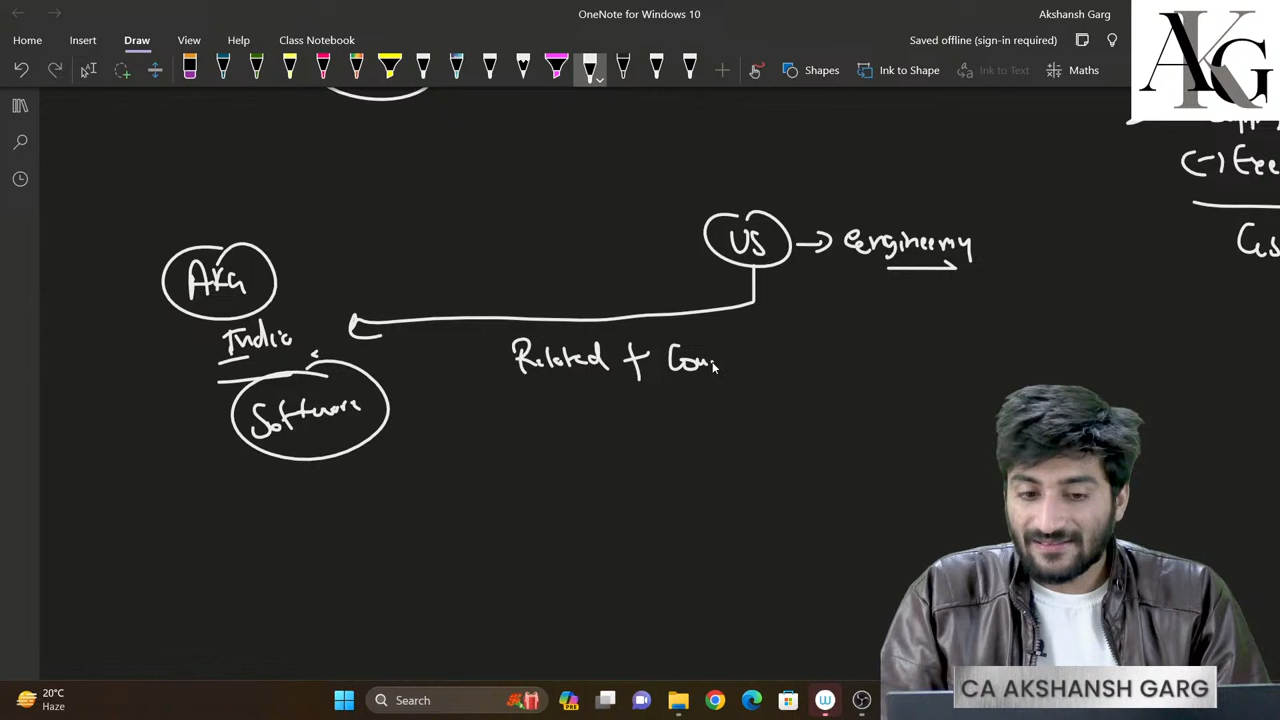 OneNote for Windows 10
Akshansh Garg
Home Insert Draw View Help Class Notebook
Saved offline (sign-in required)
Shapes
Ink to Shape
Ink to Text
Maths
AKG
(-) Exe
US → Engineering
AKG
India
Related + Com
Software
CA AKSHANSH GARG
20°C
Haze
Search